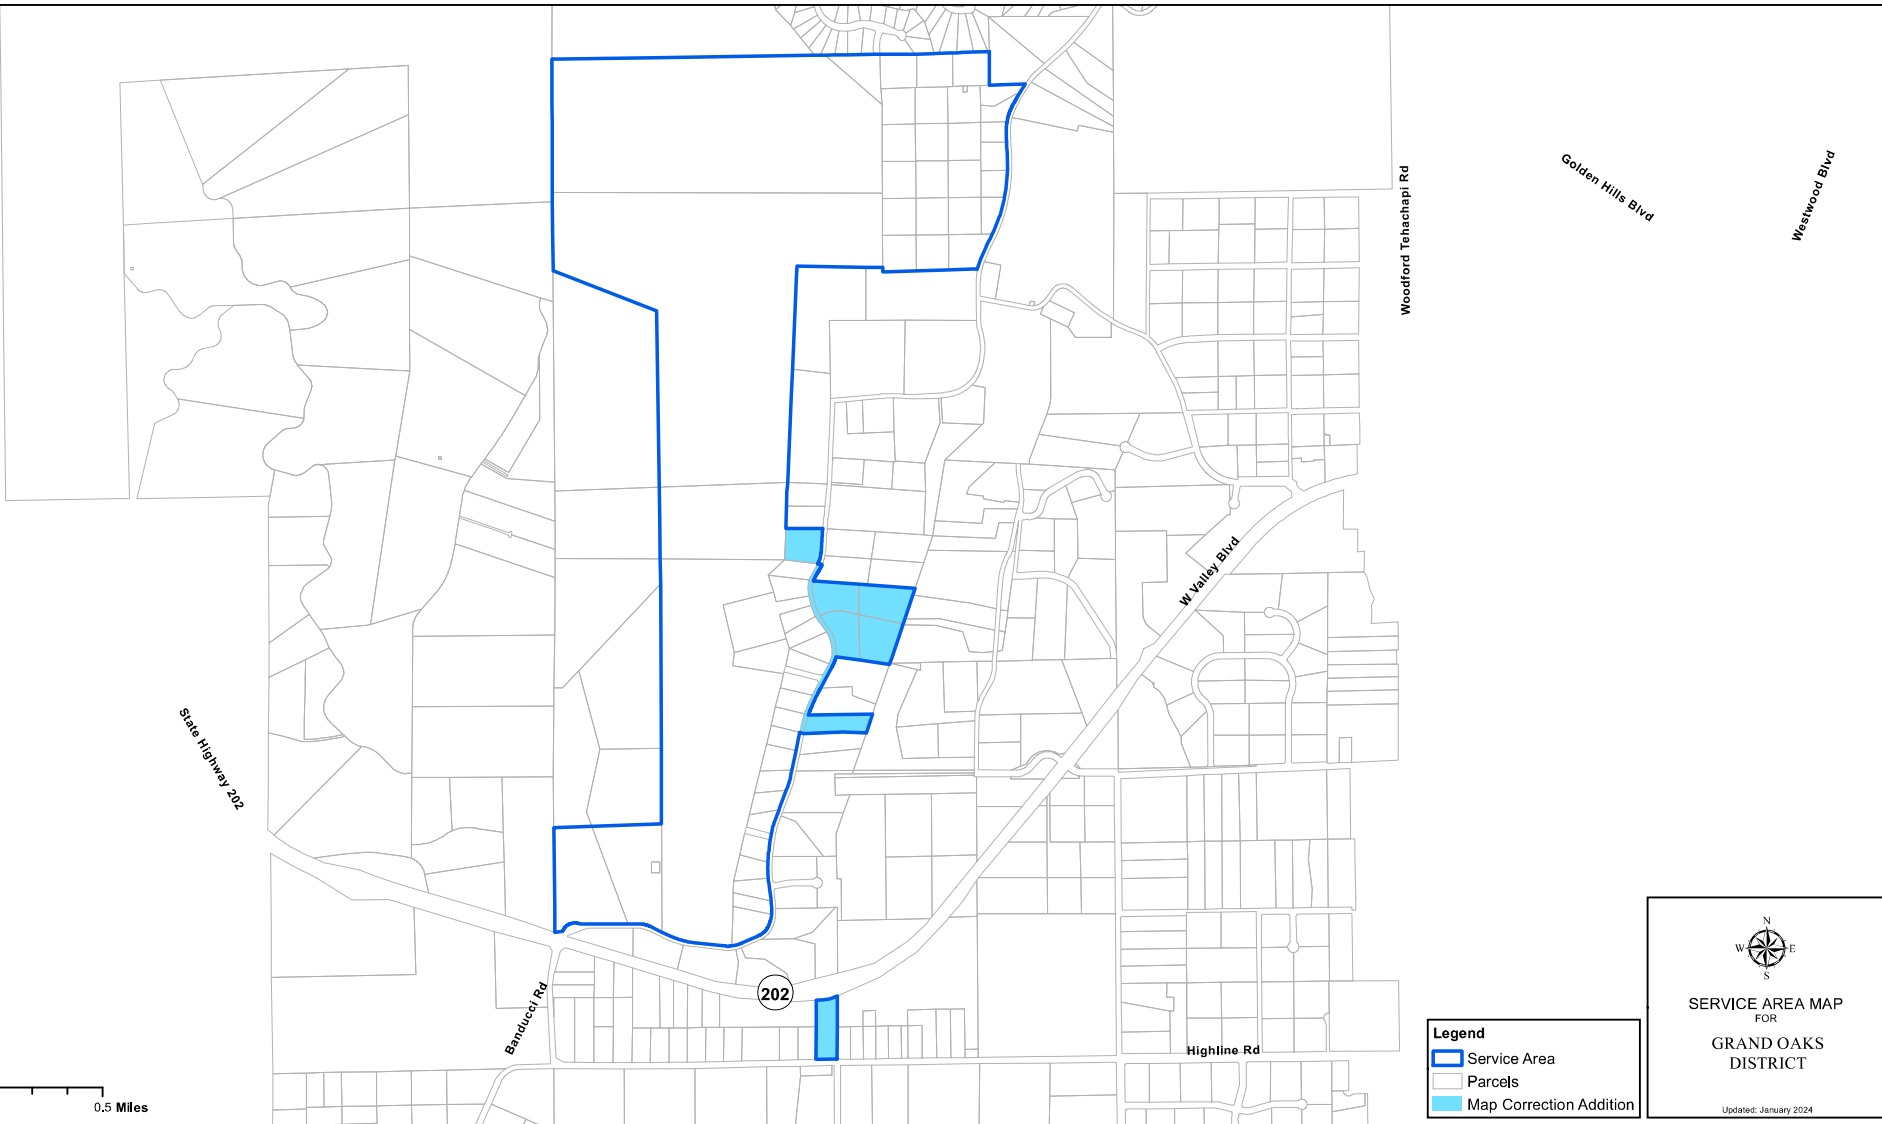 Golden Hills Blvd
Westwood Blvd
Woodford Tehachapi Rd
W Valley Blvd
State Highway 202
Banducci Rd
202
Highline Rd
0.5 Miles
Legend
Service Area
Parcels
Map Correction Addition
N
W E
S
SERVICE AREA MAP
FOR
GRAND OAKS
DISTRICT
Updated: January 2024